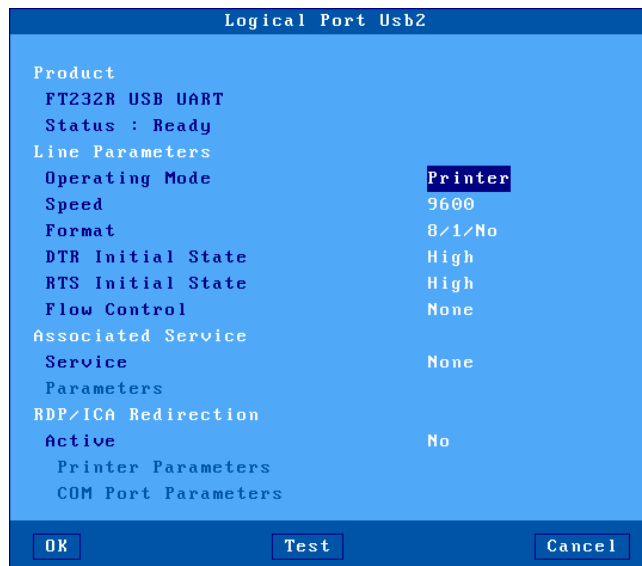 Logical Port Usb2
Product
FT232R USB UART
Status : Ready
Line Parameters
Operating Mode Printer
Speed 9600
Format 8/1/No
DTR Initial State High
RTS Initial State High
Flow Control None
Associated Service
Service None
Parameters
RDP/ICA Redirection
Active No
Printer Parameters
COM Port Parameters
OK Test Cancel